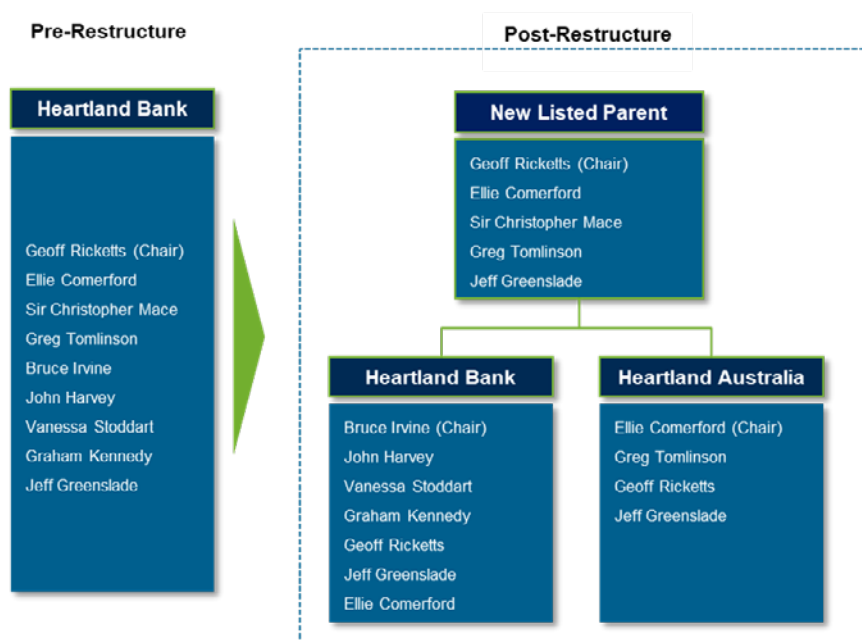 Pre-Restructure
Post-Restructure
Heartland Bank
Geoff Ricketts (Chair)
Ellie Comerford
Sir Christopher Mace
Greg Tomlinson
Bruce Irvine
John Harvey
Vanessa Stoddart
Graham Kennedy
Jeff Greenslade
New Listed Parent
Geoff Ricketts (Chair)
Ellie Comerford
Sir Christopher Mace
Greg Tomlinson
Jeff Greenslade
Heartland Bank
Bruce Irvine (Chair)
John Harvey
Vanessa Stoddart
Graham Kennedy
Geoff Ricketts
Jeff Greenslade
Ellie Comerford
Heartland Australia
Ellie Comerford (Chair)
Greg Tomlinson
Geoff Ricketts
Jeff Greenslade